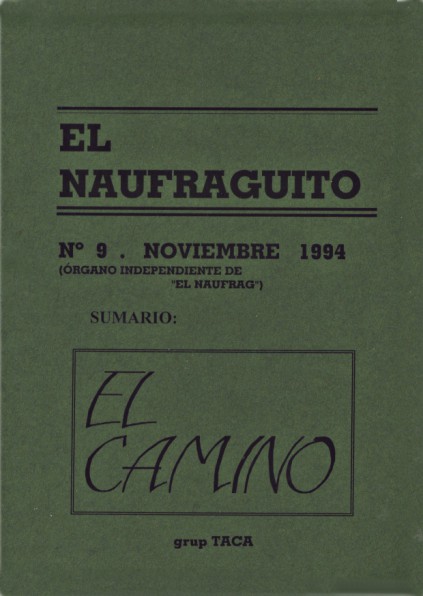 EL
NAUFRAGUITO
Nº 9 . NOVIEMBRE 1994
(ÓRGANO INDEPENDIENTE DE
"EL NAUFRAG")
SUMARIO:
EL
CAMINO
grup TACA